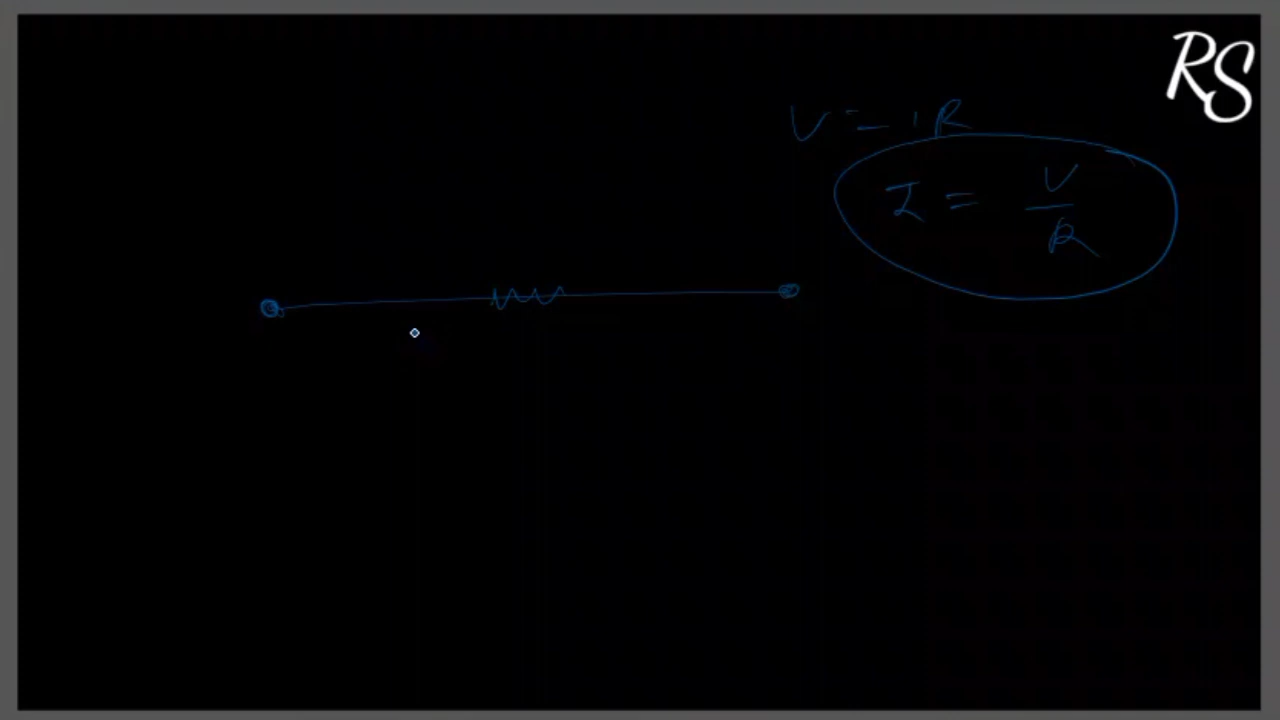 RS
V = IR
I = V/R